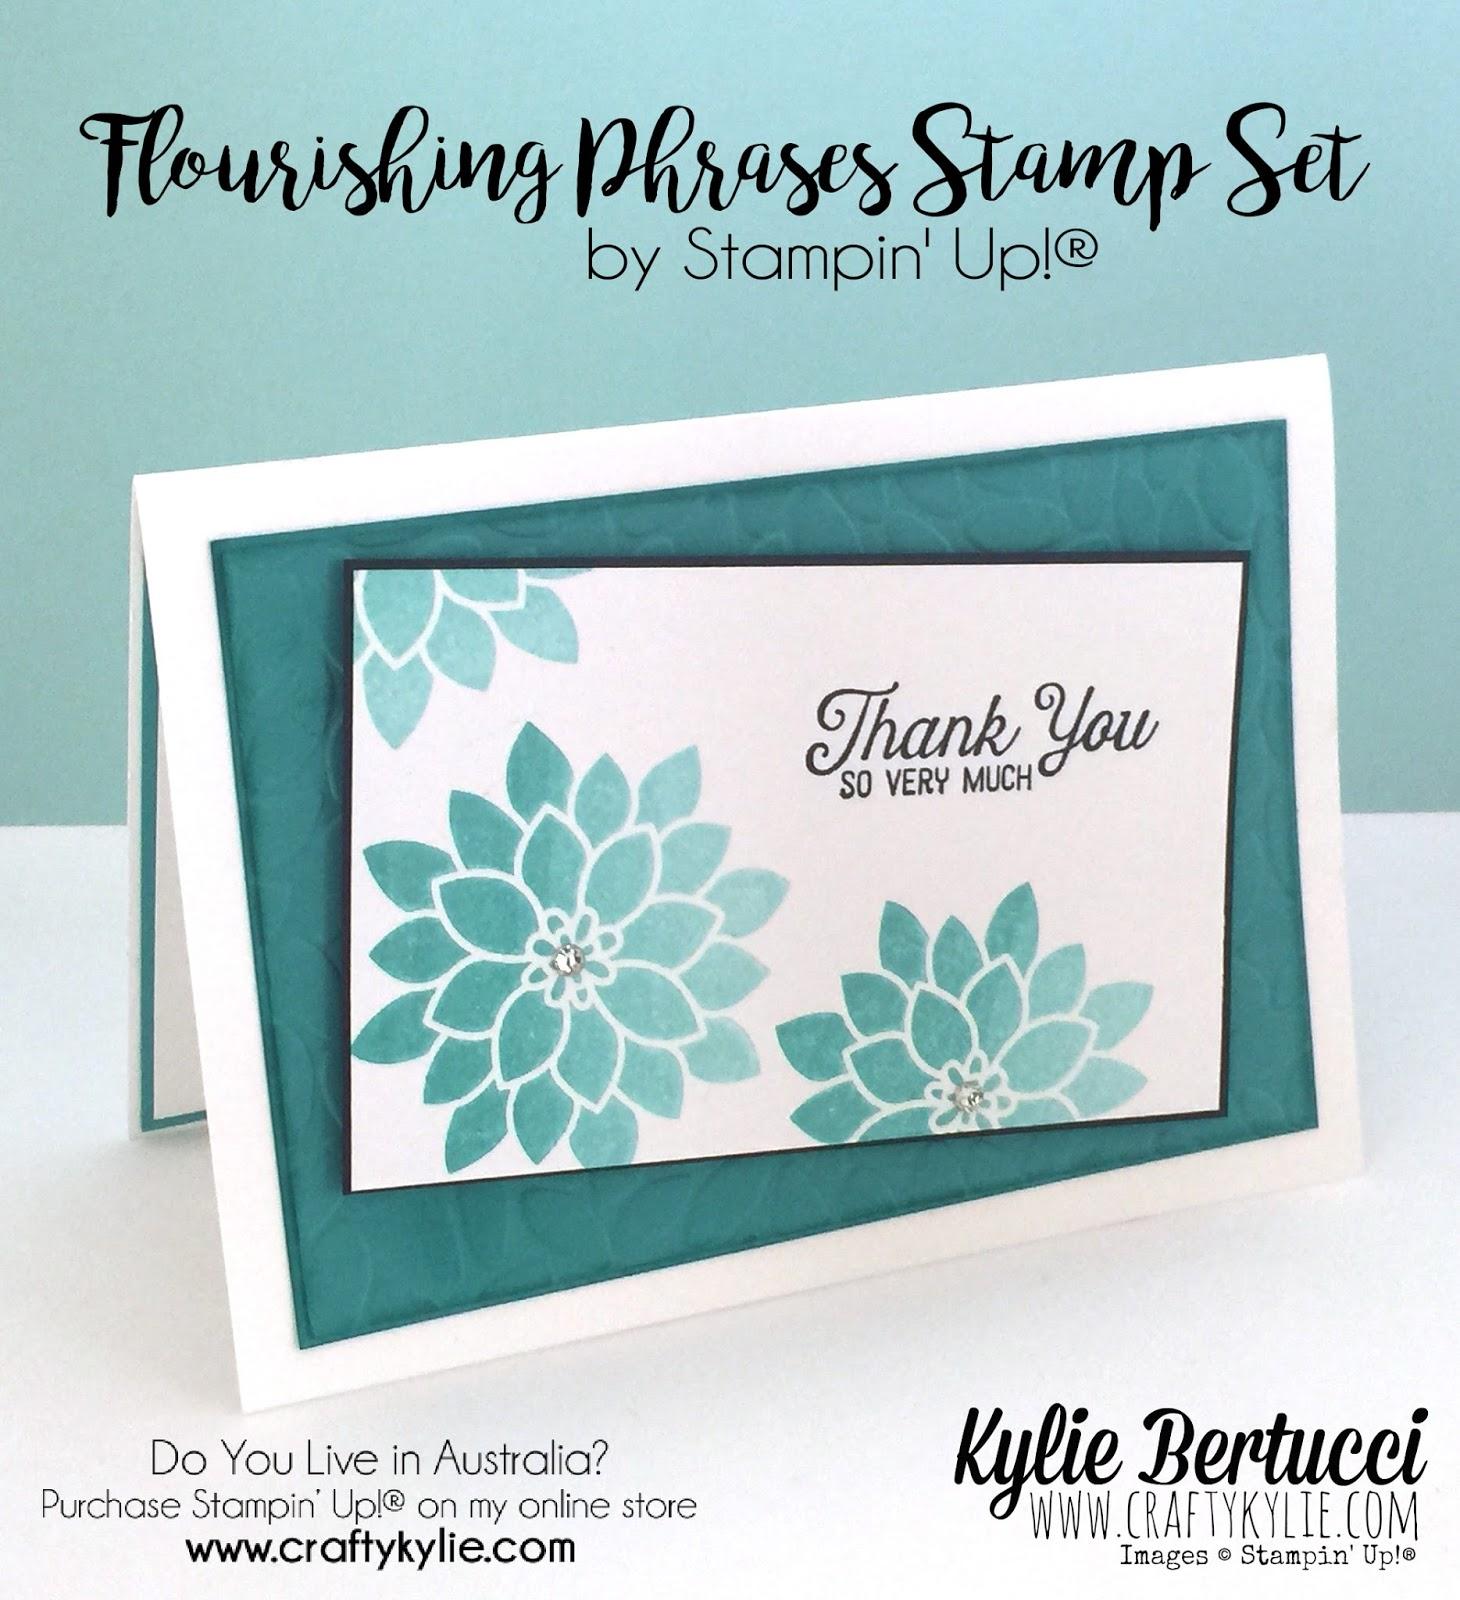 Flourishing Phrases Stamp Set
by Stampin' Up!®
Thank You
SO VERY MUCH
Do You Live in Australia?
Purchase Stampin' Up!® on my online store
www.craftykylie.com
Kylie Bertucci
WWW.CRAFTYKYLIE.COM
Images © Stampin' Up!®